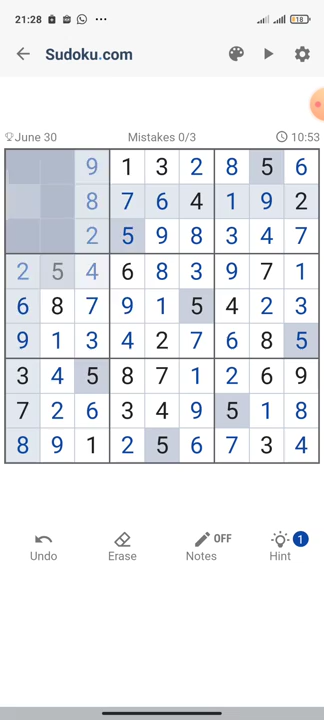 21:28 18
Sudoku.com
June 30 Mistakes 0/3 10:53
9 1 3 2 8 5 6
8 7 6 4 1 9 2
2 5 9 8 3 4 7
2 5 4 6 8 3 9 7 1
6 8 7 9 1 5 4 2 3
9 1 3 4 2 7 6 8 5
3 4 5 8 7 1 2 6 9
7 2 6 3 4 9 5 1 8
8 9 1 2 5 6 7 3 4
OFF 1
Undo Erase Notes Hint